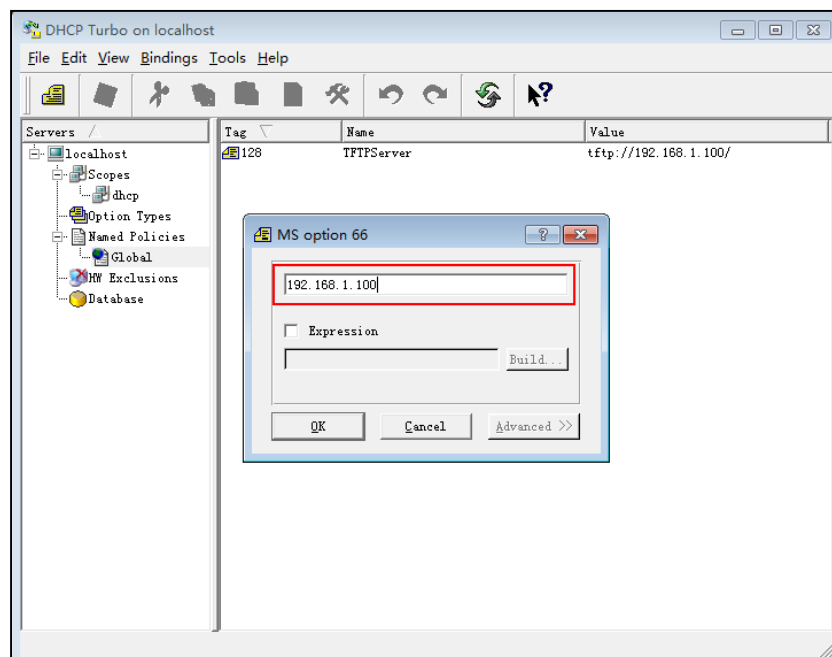 DHCP Turbo on localhost
File Edit View Bindings Tools Help
Servers
Tag Name Value
localhost
128 TFTPServer tftp://192.168.1.100/
Scopes
dhcp
Option Types
Named Policies
Global
HW Exclusions
Database
MS option 66
192.168.1.100
Expression
Build...
OK Cancel Advanced >>